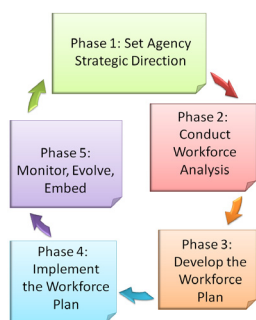 Phase 1: Set Agency
Strategic Direction
Phase 2:
Conduct
Workforce
Analysis
Phase 3:
Develop the
Workforce
Plan
Phase 4:
Implement
the Workforce
Plan
Phase 5:
Monitor, Evolve,
Embed